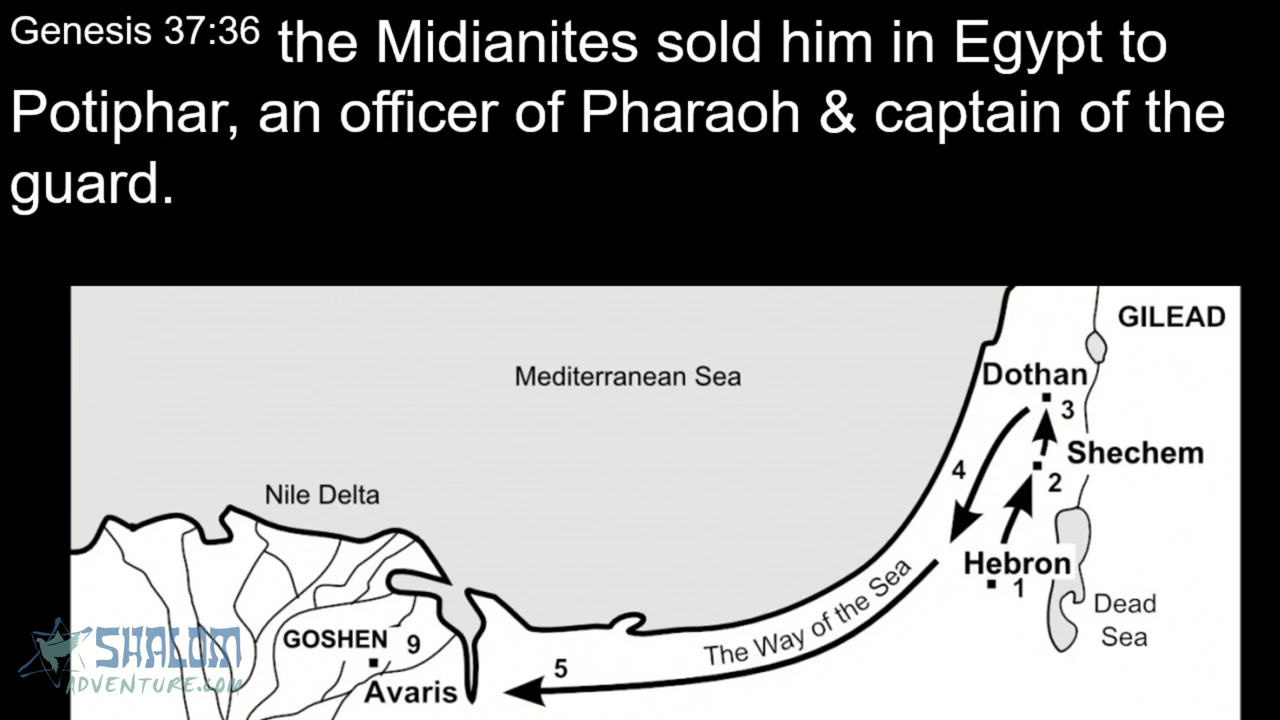 Genesis 37:36 the Midianites sold him in Egypt to
Potiphar, an officer of Pharaoh & captain of the
guard.
GILEAD
Mediterranean Sea
Dothan
3
4
Shechem
2
Nile Delta
Hebron
1
The Way of the Sea
Dead
Sea
GOSHEN 9
5
Avaris
SHALOM
ADVENTURE.COM